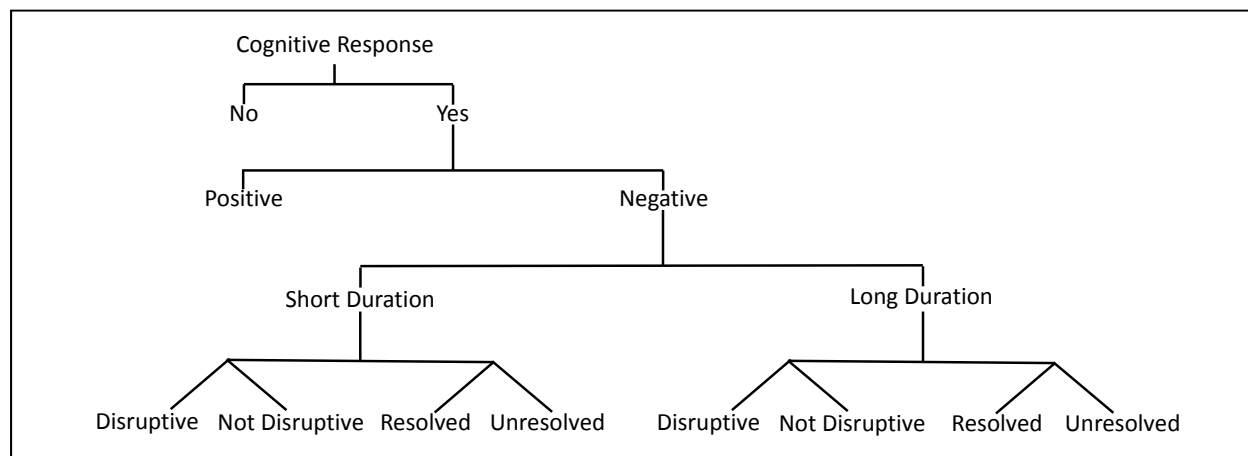 Cognitive Response
No Yes
Positive Negative
Short Duration Long Duration
Disruptive Not Disruptive Resolved Unresolved Disruptive Not Disruptive Resolved Unresolved